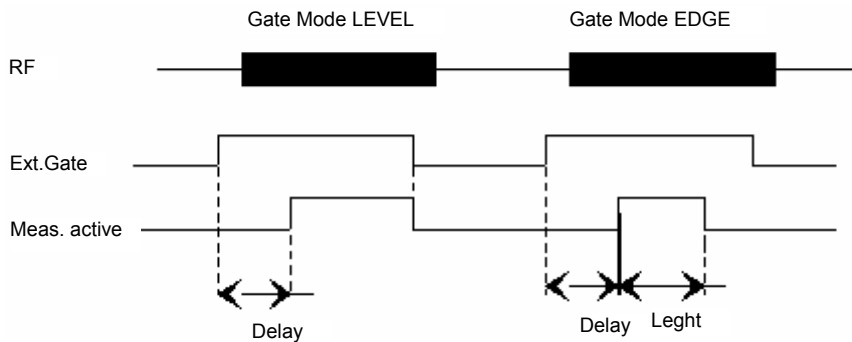 Gate Mode LEVEL Gate Mode EDGE
RF
Ext.Gate
Meas. active
Delay Delay Leght